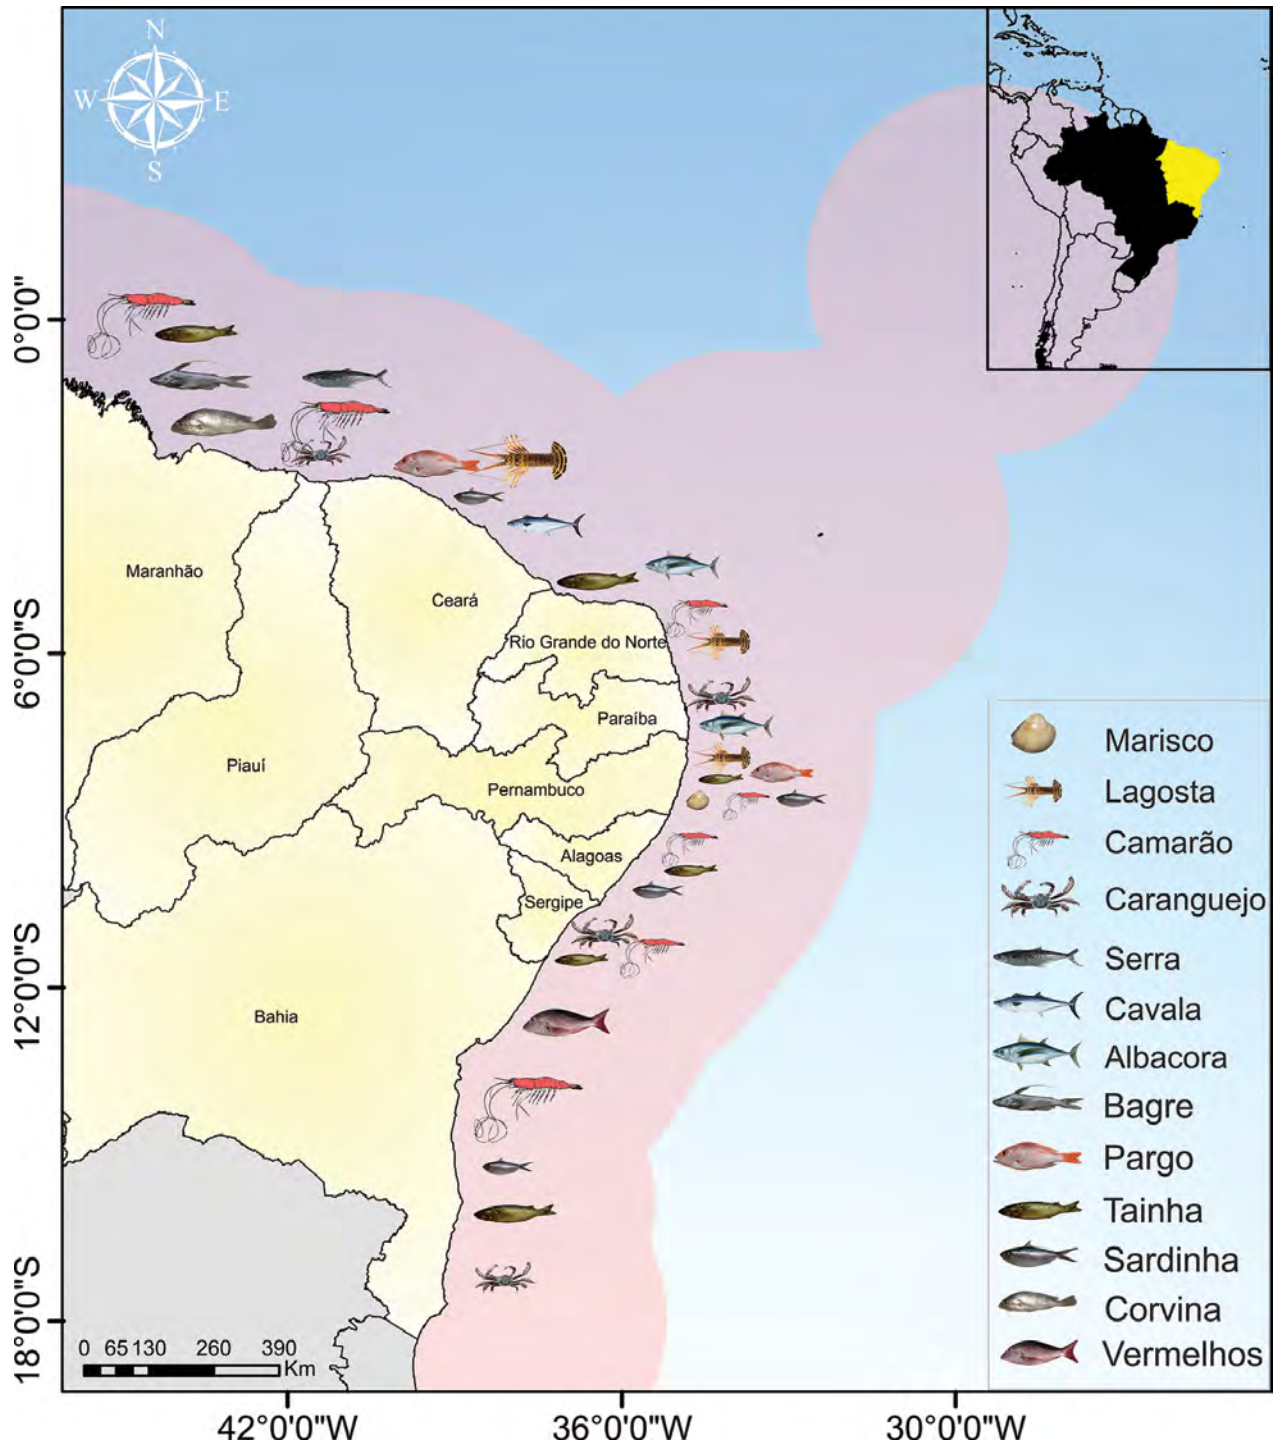 N
W E
S
0°0'0"
6°0'0"S
12°0'0"S
18°0'0"S
Maranhão
Ceará
Rio Grande do Norte
Paraíba
Piauí
Pernambuco
Alagoas
Sergipe
Bahia
Marisco
Lagosta
Camarão
Caranguejo
Serra
Cavala
Albacora
Bagre
Pargo
Tainha
Sardinha
Corvina
Vermelhos
0 65 130 260 390
Km
42°0'0"W 36°0'0"W 30°0'0"W